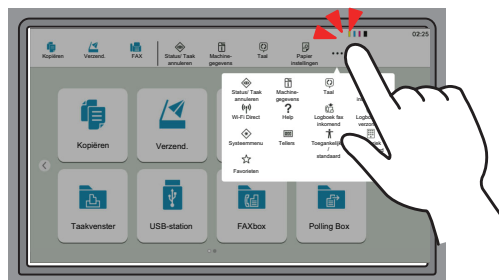 02:25
Kopiëren
Verzend.
FAX
Status/ Taak
annuleren
Machine-
gegevens
Taal
Papier
instellingen
Status/ Taak
annuleren
Machine-
gegevens
Taal
Wi-Fi Direct
Help
Logboek fax
inkomend
Systeemmenu
Tellers
/
standaard
Favorieten
Kopiëren
Verzend.
Taakvenster
USB-station
FAXbox
Polling Box